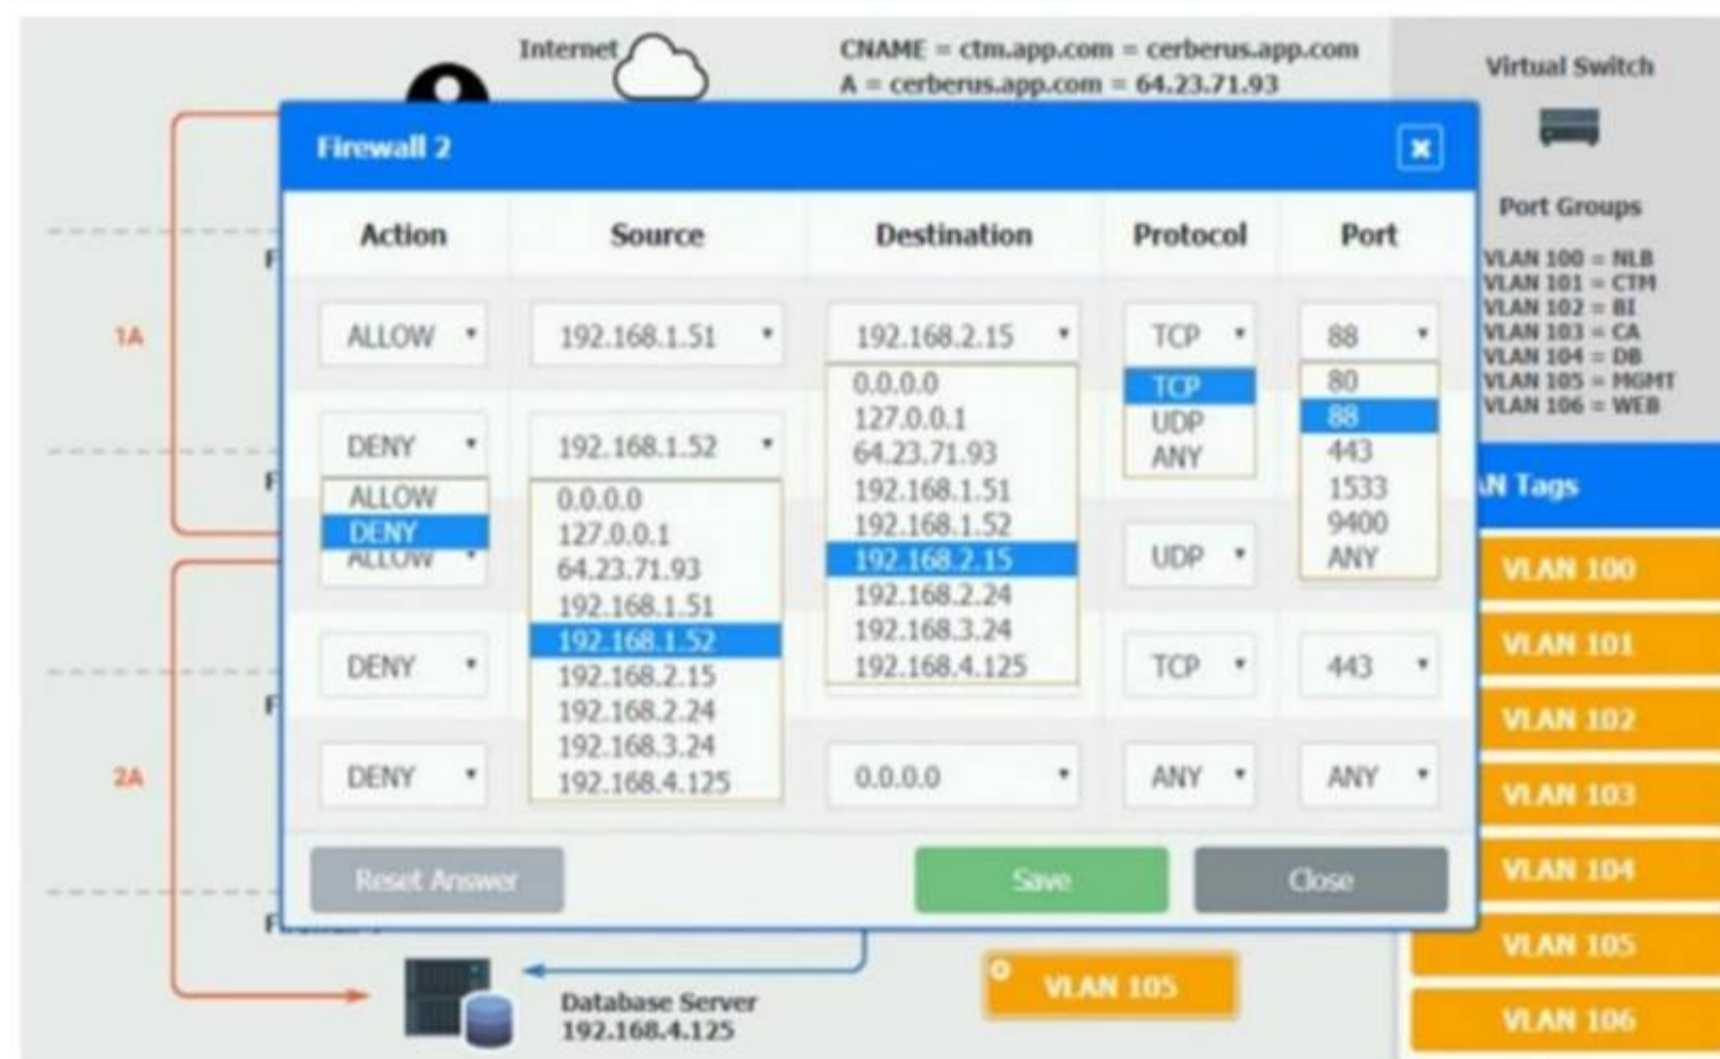 Internet
CNAME = ctm.app.com = cerberus.app.com
A = cerberus.app.com = 64.23.71.93
Virtual Switch
Port Groups
VLAN 100 = NLB
VLAN 101 = CTM
VLAN 102 = BI
VLAN 103 = CA
VLAN 104 = DB
VLAN 105 = MGMT
VLAN 106 = WEB
Firewall 2
Action Source Destination Protocol Port
ALLOW 192.168.1.51 192.168.2.15 TCP 88
0.0.0.0
127.0.0.1
64.23.71.93
192.168.1.51
192.168.1.52
192.168.2.15
192.168.2.24
192.168.3.24
192.168.4.125
TCP
UDP
ANY
80
88
443
1533
9400
ANY
DENY 192.168.1.52
ALLOW
DENY
0.0.0.0
127.0.0.1
64.23.71.93
192.168.1.51
192.168.1.52
192.168.2.15
192.168.2.24
192.168.3.24
192.168.4.125
ALLOW UDP
DENY TCP 443
DENY 0.0.0.0 ANY ANY
Reset Answer Save Close
1A
2A
F
F
F
F
AN Tags
VLAN 100
VLAN 101
VLAN 102
VLAN 103
VLAN 104
VLAN 105
VLAN 106
Database Server
192.168.4.125
VLAN 105